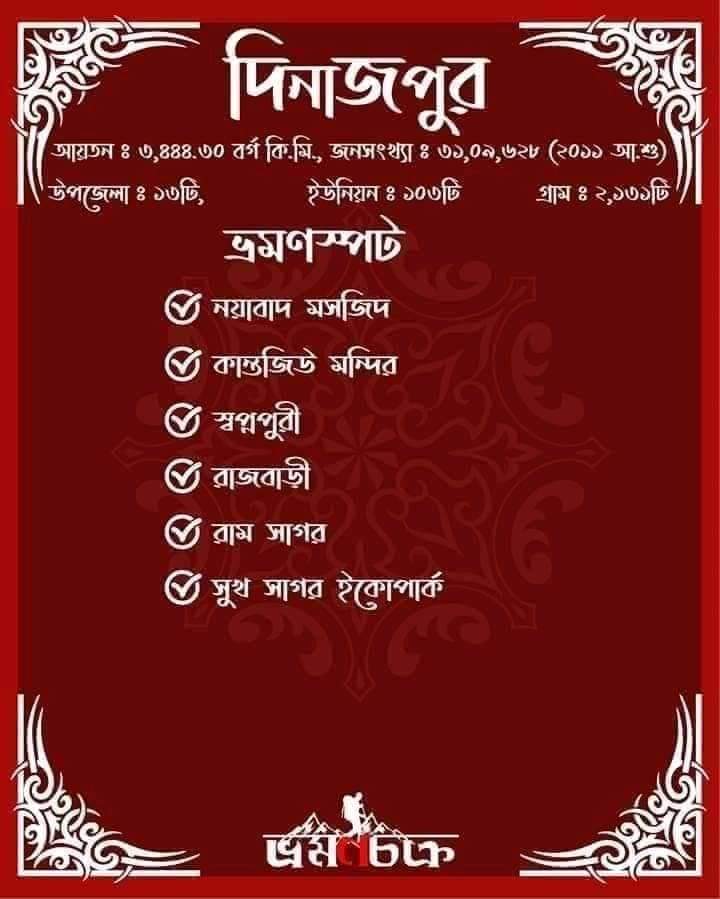 দিনাজপুর
আয়তন ঃ ৩,৪৪৪.৩০ বর্গ কি.মি., জনসংখ্যা ঃ ৩১,০৯,৬২৮ (২০১১ আ.শু)
উপজেলা ঃ ১৩টি, ইউনিয়ন ঃ ১০৩টি গ্রাম ঃ ২,১৩১টি
ভ্রমণস্পট
নয়াবাদ মসজিদ
কান্তজিউ মন্দির
স্বপ্নপুরী
রাজবাড়ী
রাম সাগর
সুখ সাগর ইকোপার্ক
ভ্রমণচক্র